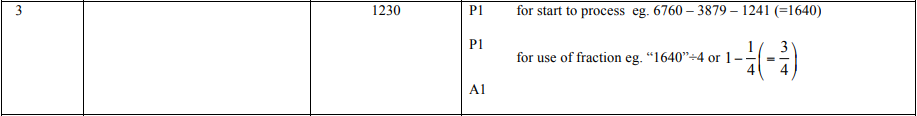 3 1230 P1 for start to process eg. 6760 – 3879 – 1241 (=1640)
P1 for use of fraction eg. “1640”÷4 or 1 – 1/4 (= 3/4)
A1